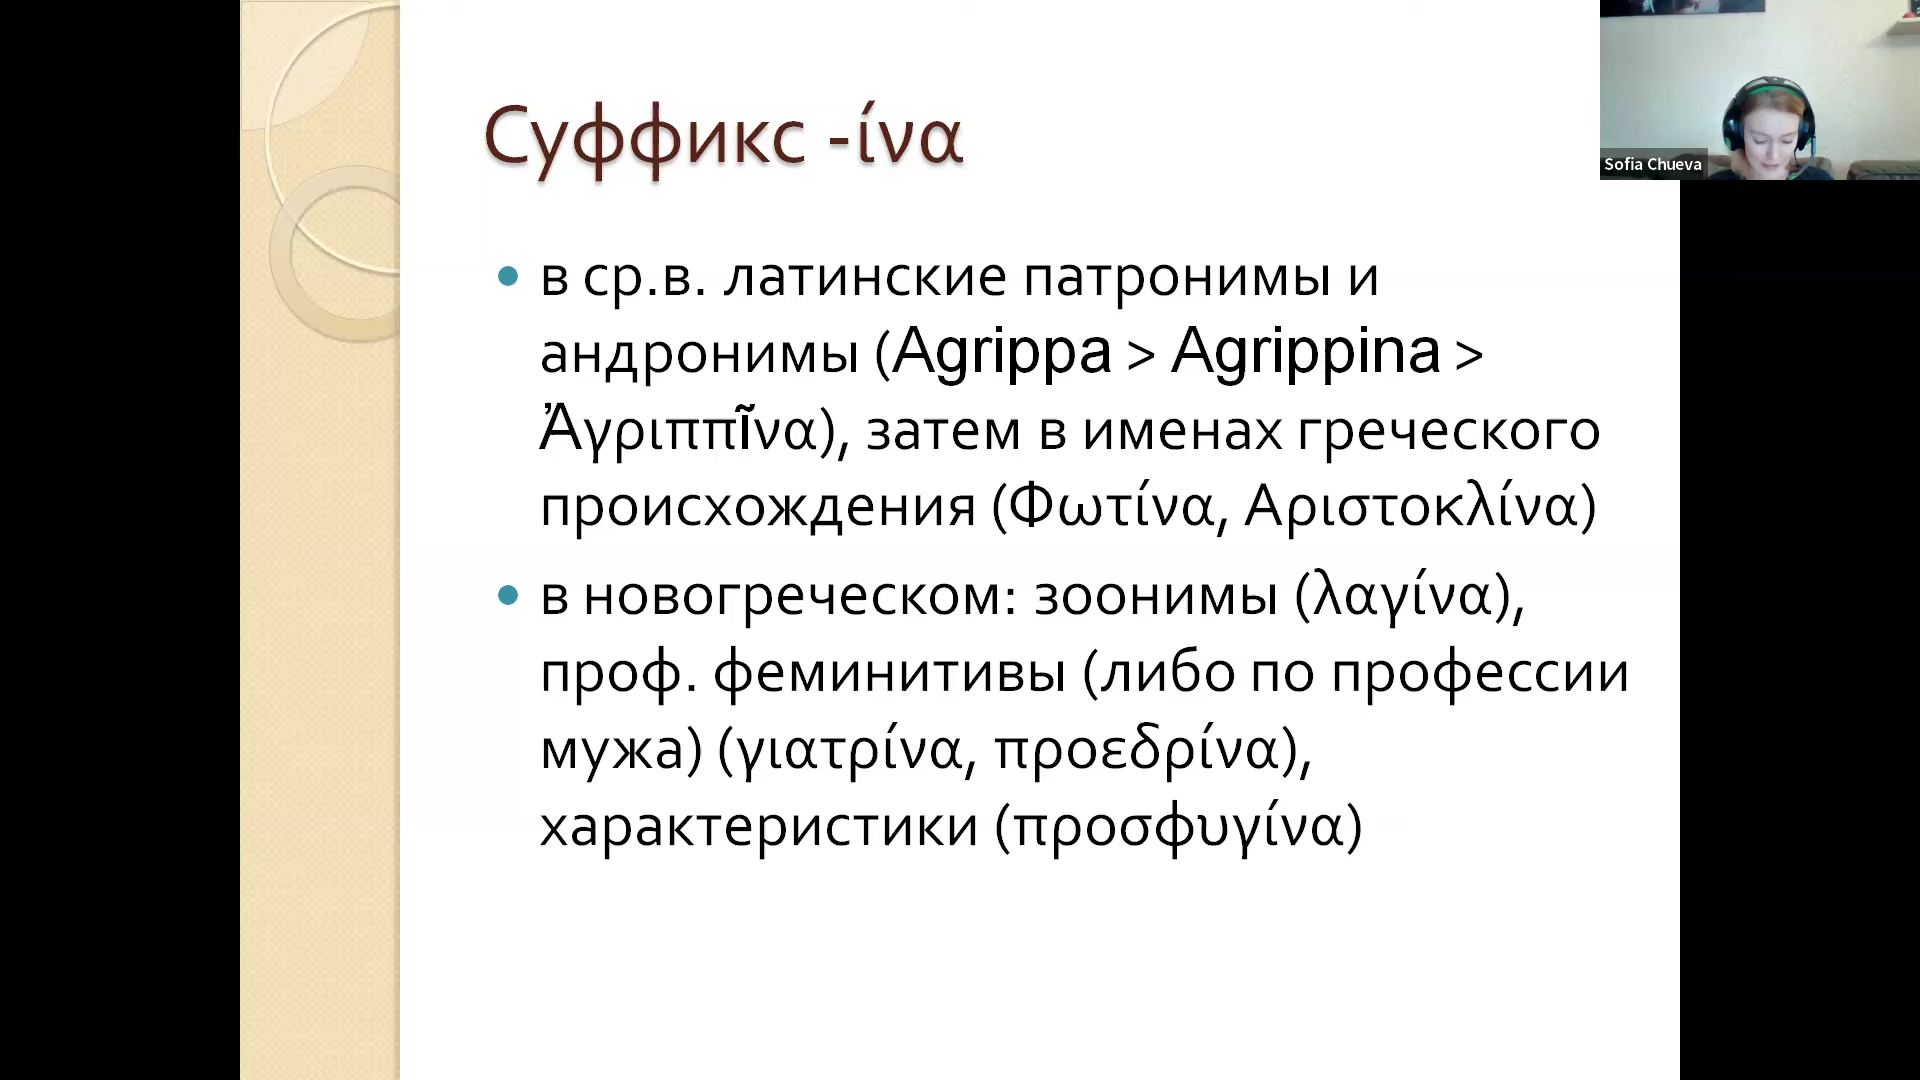 Суффикс -ίνα
Sofia Chueva
в ср.в. латинские патронимы и
андронимы (Agrippa > Agrippina >
Ἀγριππῖνα), затем в именах греческого
происхождения (Φωτίνα, Αριστοκλίνα)
в новогреческом: зоонимы (λαγίνα),
проф. феминитивы (либо по профессии
мужа) (γιατρίνα, προεδρίνα),
характеристики (προσφυγίνα)